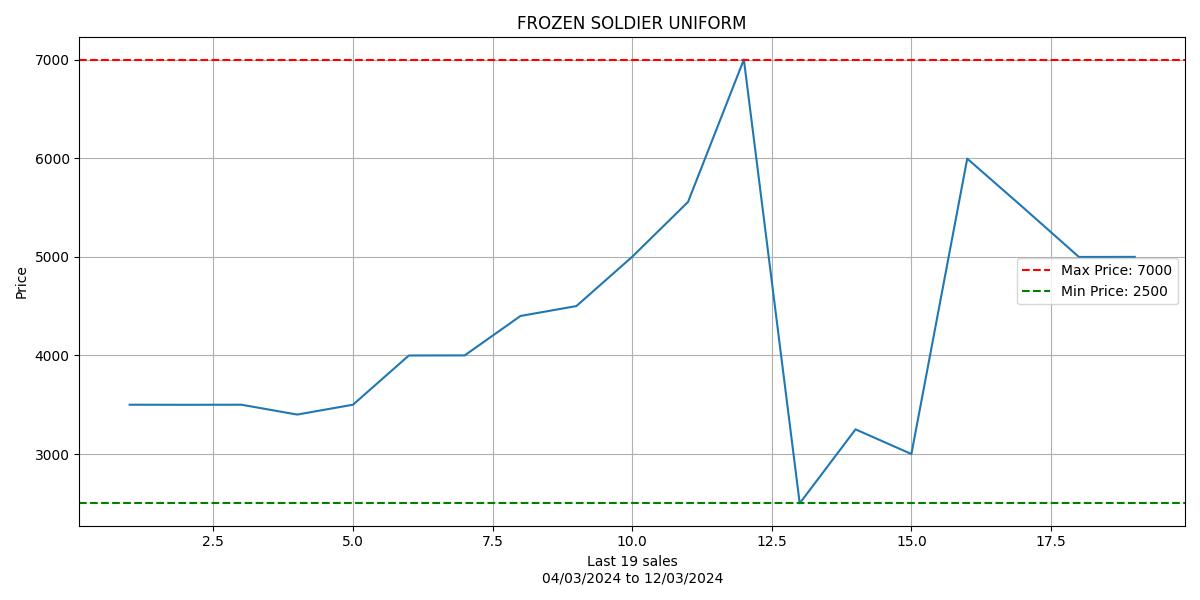 FROZEN SOLDIER UNIFORM
7000
6000
5000
4000
3000
Price
Max Price: 7000
Min Price: 2500
2.5 5.0 7.5 10.0 12.5 15.0 17.5
Last 19 sales
04/03/2024 to 12/03/2024